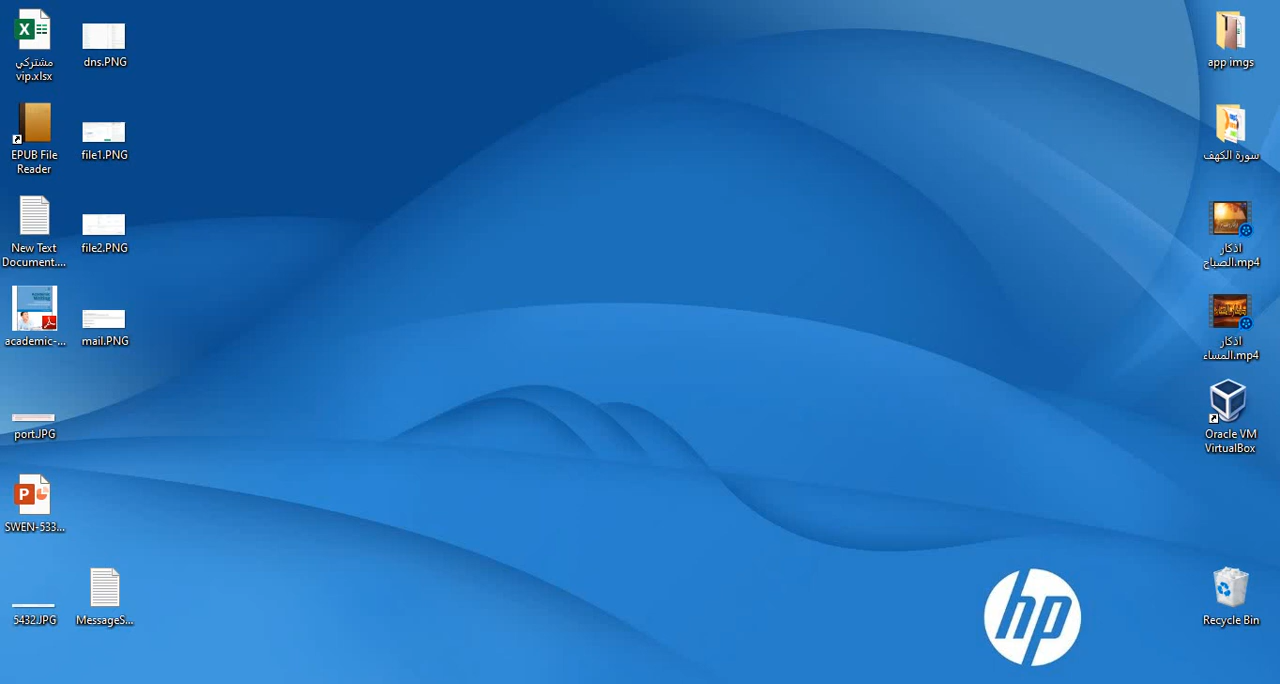 مشتركي
vip.xlsx
dns.PNG
EPUB File
Reader
file1.PNG
New Text
Document....
file2.PNG
academic-...
mail.PNG
port.JPG
SWEN-533...
5432.JPG
MessageS...
app imgs
سورة الكهف
اذكار
الصباح.mp4
اذكار
المساء.mp4
Oracle VM
VirtualBox
Recycle Bin
hp